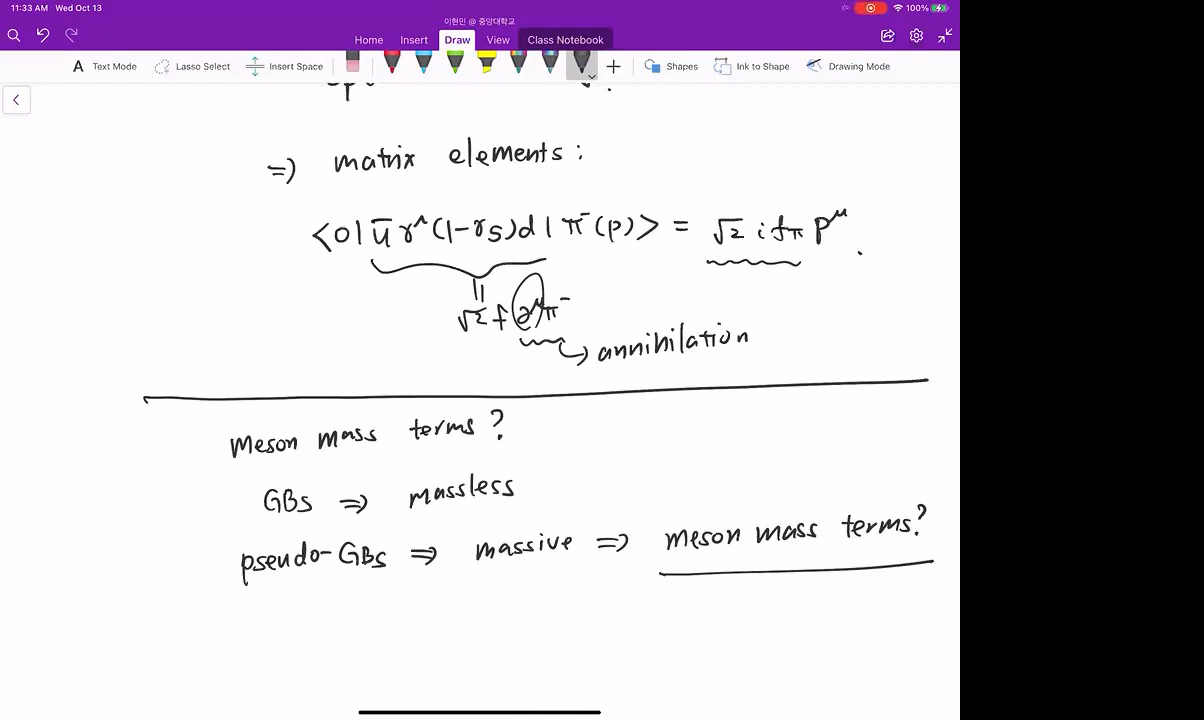 11:33 AM Wed Oct 13
100%
이현민 @ 중앙대학교
Home Insert Draw View Class Notebook
Text Mode Lasso Select Insert Space Shapes Ink to Shape Drawing Mode
⇒ matrix elements:
<0|ūγ^μ(1-γ5)d|π^-(p)> = √2 i fπ p^μ.
||
√2 f ∂^μ π^-
→ annihilation
Meson mass terms?
GBs ⇒ massless
pseudo-GBs ⇒ massive ⇒ meson mass terms?